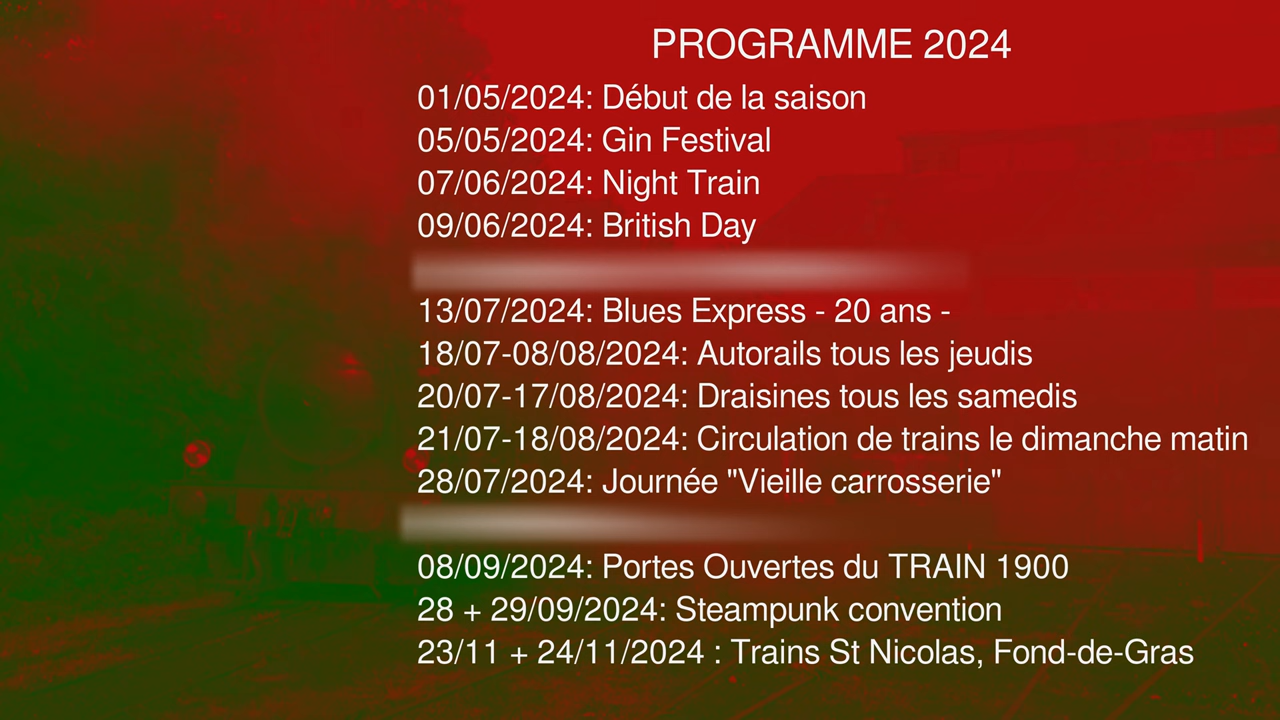 PROGRAMME 2024
01/05/2024: Début de la saison
05/05/2024: Gin Festival
07/06/2024: Night Train
09/06/2024: British Day
13/07/2024: Blues Express - 20 ans -
18/07-08/08/2024: Autorails tous les jeudis
20/07-17/08/2024: Draisines tous les samedis
21/07-18/08/2024: Circulation de trains le dimanche matin
28/07/2024: Journée "Vieille carrosserie"
08/09/2024: Portes Ouvertes du TRAIN 1900
28 + 29/09/2024: Steampunk convention
23/11 + 24/11/2024 : Trains St Nicolas, Fond-de-Gras